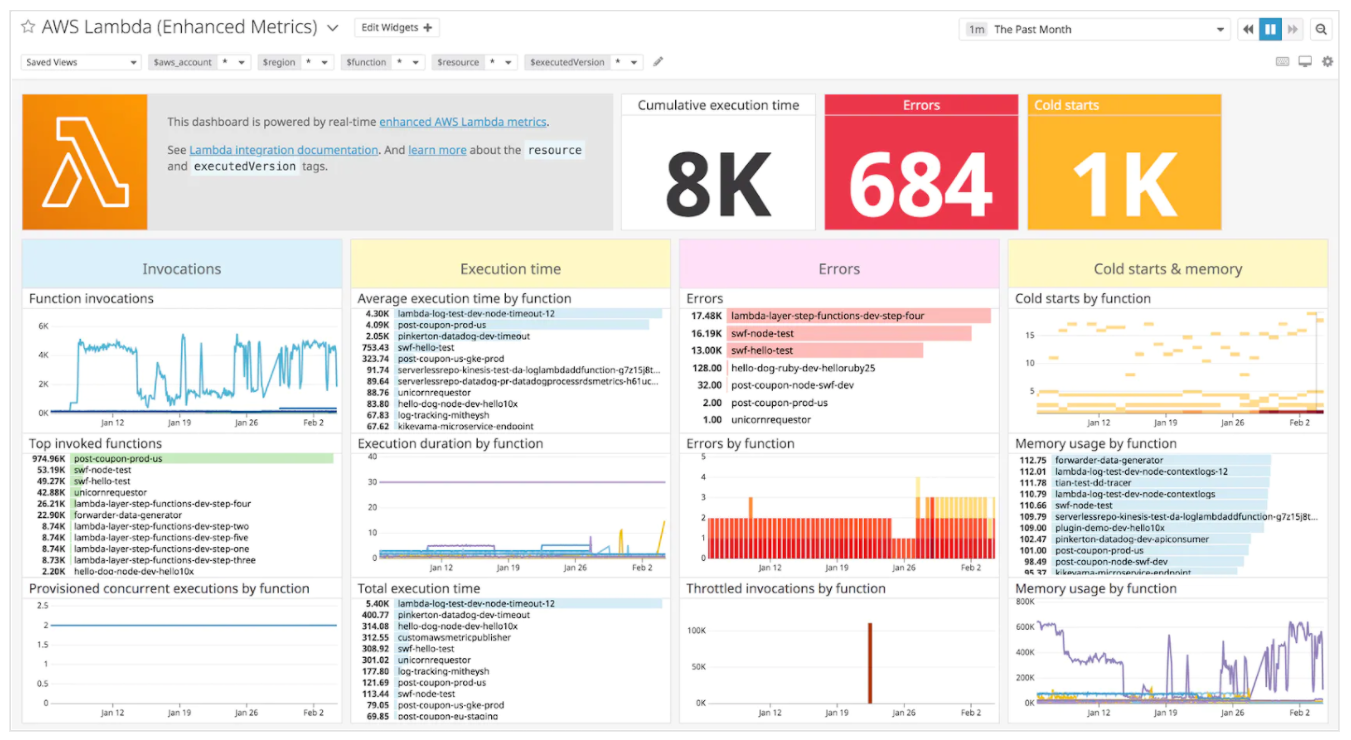 AWS Lambda (Enhanced Metrics)
Edit Widgets +
1m The Past Month
Saved Views
$aws_account *
$region *
$function *
$resource *
$executedVersion *
This dashboard is powered by real-time enhanced AWS Lambda metrics.
See Lambda integration documentation. And learn more about the resource
and executedVersion tags.
Cumulative execution time
8K
Errors
684
Cold starts
1K
Invocations
Function invocations
6K
4K
2K
0K
Jan 12 Jan 19 Jan 26 Feb 2
Top invoked functions
974.96K post-coupon-prod-us
53.19K swf-node-test
49.27K swf-hello-test
42.88K unicornrequestor
26.21K lambda-layer-step-functions-dev-step-four
22.90K forwarder-data-generator
8.74K lambda-layer-step-functions-dev-step-two
8.74K lambda-layer-step-functions-dev-step-five
8.74K lambda-layer-step-functions-dev-step-one
8.73K lambda-layer-step-functions-dev-step-three
2.20K hello-dog-node-dev-hello10x
Provisioned concurrent executions by function
2.5
2
1.5
1
0.5
0
Jan 12 Jan 19 Jan 26 Feb 2
Execution time
Average execution time by function
4.30K lambda-log-test-dev-node-timeout-12
4.09K post-coupon-prod-us
2.05K pinkerton-datadog-dev-timeout
753.43 swf-hello-test
323.74 post-coupon-us-gke-prod
91.74 serverlessrepo-kinesis-test-da-loglambdaddfunction-g7z15j8t...
89.64 serverlessrepo-datadog-pr-datadogprocessrdsmetrics-h61uc...
88.76 unicornrequestor
83.80 hello-dog-node-dev-hello10x
67.83 log-tracking-mitheysh
67.62 kikeyama-microservice-endpoint
Execution duration by function
40
30
20
10
0
Jan 12 Jan 19 Jan 26 Feb 2
Total execution time
5.40K lambda-log-test-dev-node-timeout-12
400.77 pinkerton-datadog-dev-timeout
314.08 hello-dog-node-dev-hello10x
312.55 customawsmetricpublisher
308.92 swf-hello-test
301.02 unicornrequestor
177.80 log-tracking-mitheysh
121.69 post-coupon-prod-us
113.44 swf-node-test
79.05 post-coupon-us-gke-prod
69.85 post-coupon-eu-staging
Errors
Errors
17.48K lambda-layer-step-functions-dev-step-four
16.19K swf-node-test
13.00K swf-hello-test
128.00 hello-dog-ruby-dev-helloruby25
32.00 post-coupon-node-swf-dev
2.00 post-coupon-prod-us
1.00 unicornrequestor
Errors by function
5
4
3
2
1
0
Jan 12 Jan 19 Jan 26 Feb 2
Throttled invocations by function
100K
50K
0K
Jan 12 Jan 19 Jan 26 Feb 2
Cold starts & memory
Cold starts by function
15
10
5
0
Jan 12 Jan 19 Jan 26 Feb 2
Memory usage by function
112.75 forwarder-data-generator
112.01 lambda-log-test-dev-node-contextlogs-12
111.78 tian-test-dd-tracer
110.79 lambda-log-test-dev-node-contextlogs
110.66 swf-node-test
109.79 serverlessrepo-kinesis-test-da-loglambdaddfunction-g7z15j8t...
109.00 plugin-demo-dev-hello10x
102.47 pinkerton-datadog-dev-apiconsumer
101.00 post-coupon-prod-us
98.49 post-coupon-node-swf-dev
95.37 kikeyama-microservice-endpoint
Memory usage by function
800K
600K
400K
200K
0K
Jan 12 Jan 19 Jan 26 Feb 2